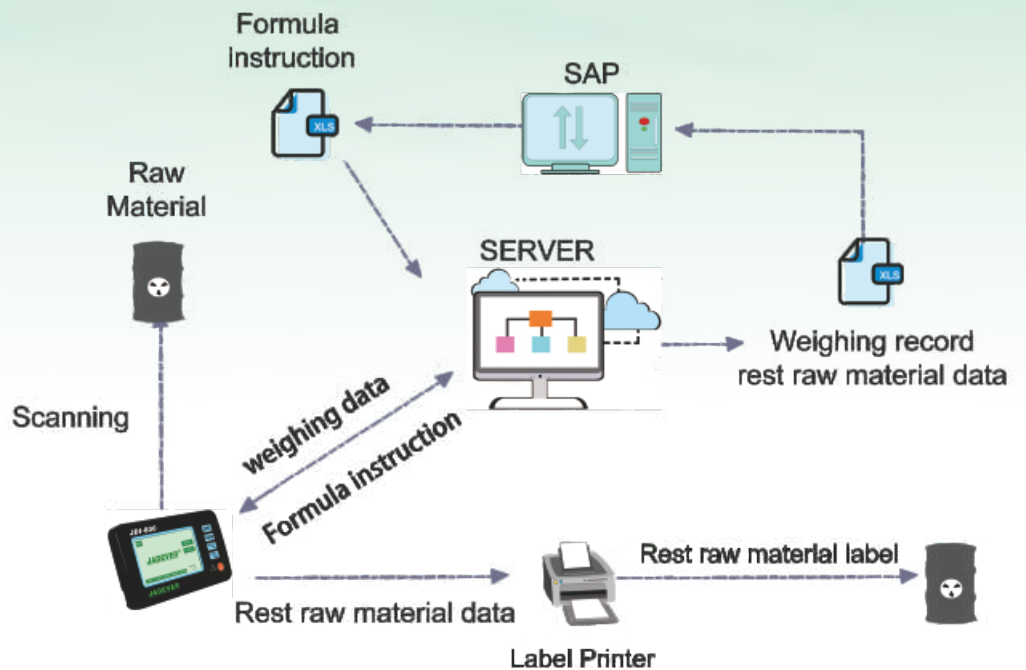 Formula
instruction
XLS
SAP
Raw
Material
SERVER
XLS
Weighing record
rest raw material data
weighing data
Formula instruction
Scanning
JADEVER
JADEVER
Rest raw material data
Rest raw material label
Label Printer